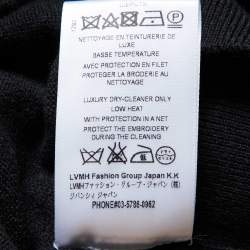 NETTOYAGE EN TEINTURERIE DE
LUXE
BASSE TEMPERATURE
AVEC PROTECTION EN FILET
PROTEGER LA BRODERIE AU
NETTOYAGE
LUXURY DRY-CLEANER ONLY
LOW HEAT
WITH PROTECTION IN A NET
PROTECT THE EMBROIDERY
DURING THE CLEANING
LVMH Fashion Group Japan K.K
LVMHファッション・グループ・ジャパン(株)
ジバンシィ ジャパン
PHONE#03-5786-8962